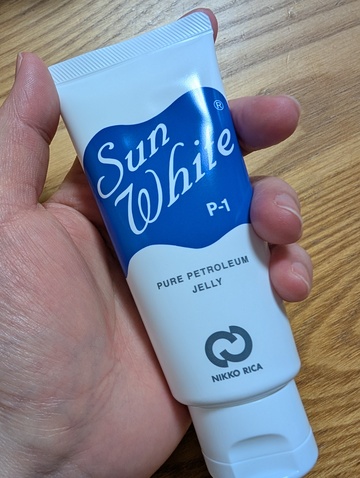 Sun
White®
P-1
PURE PETROLEUM
JELLY
NIKKO RICA